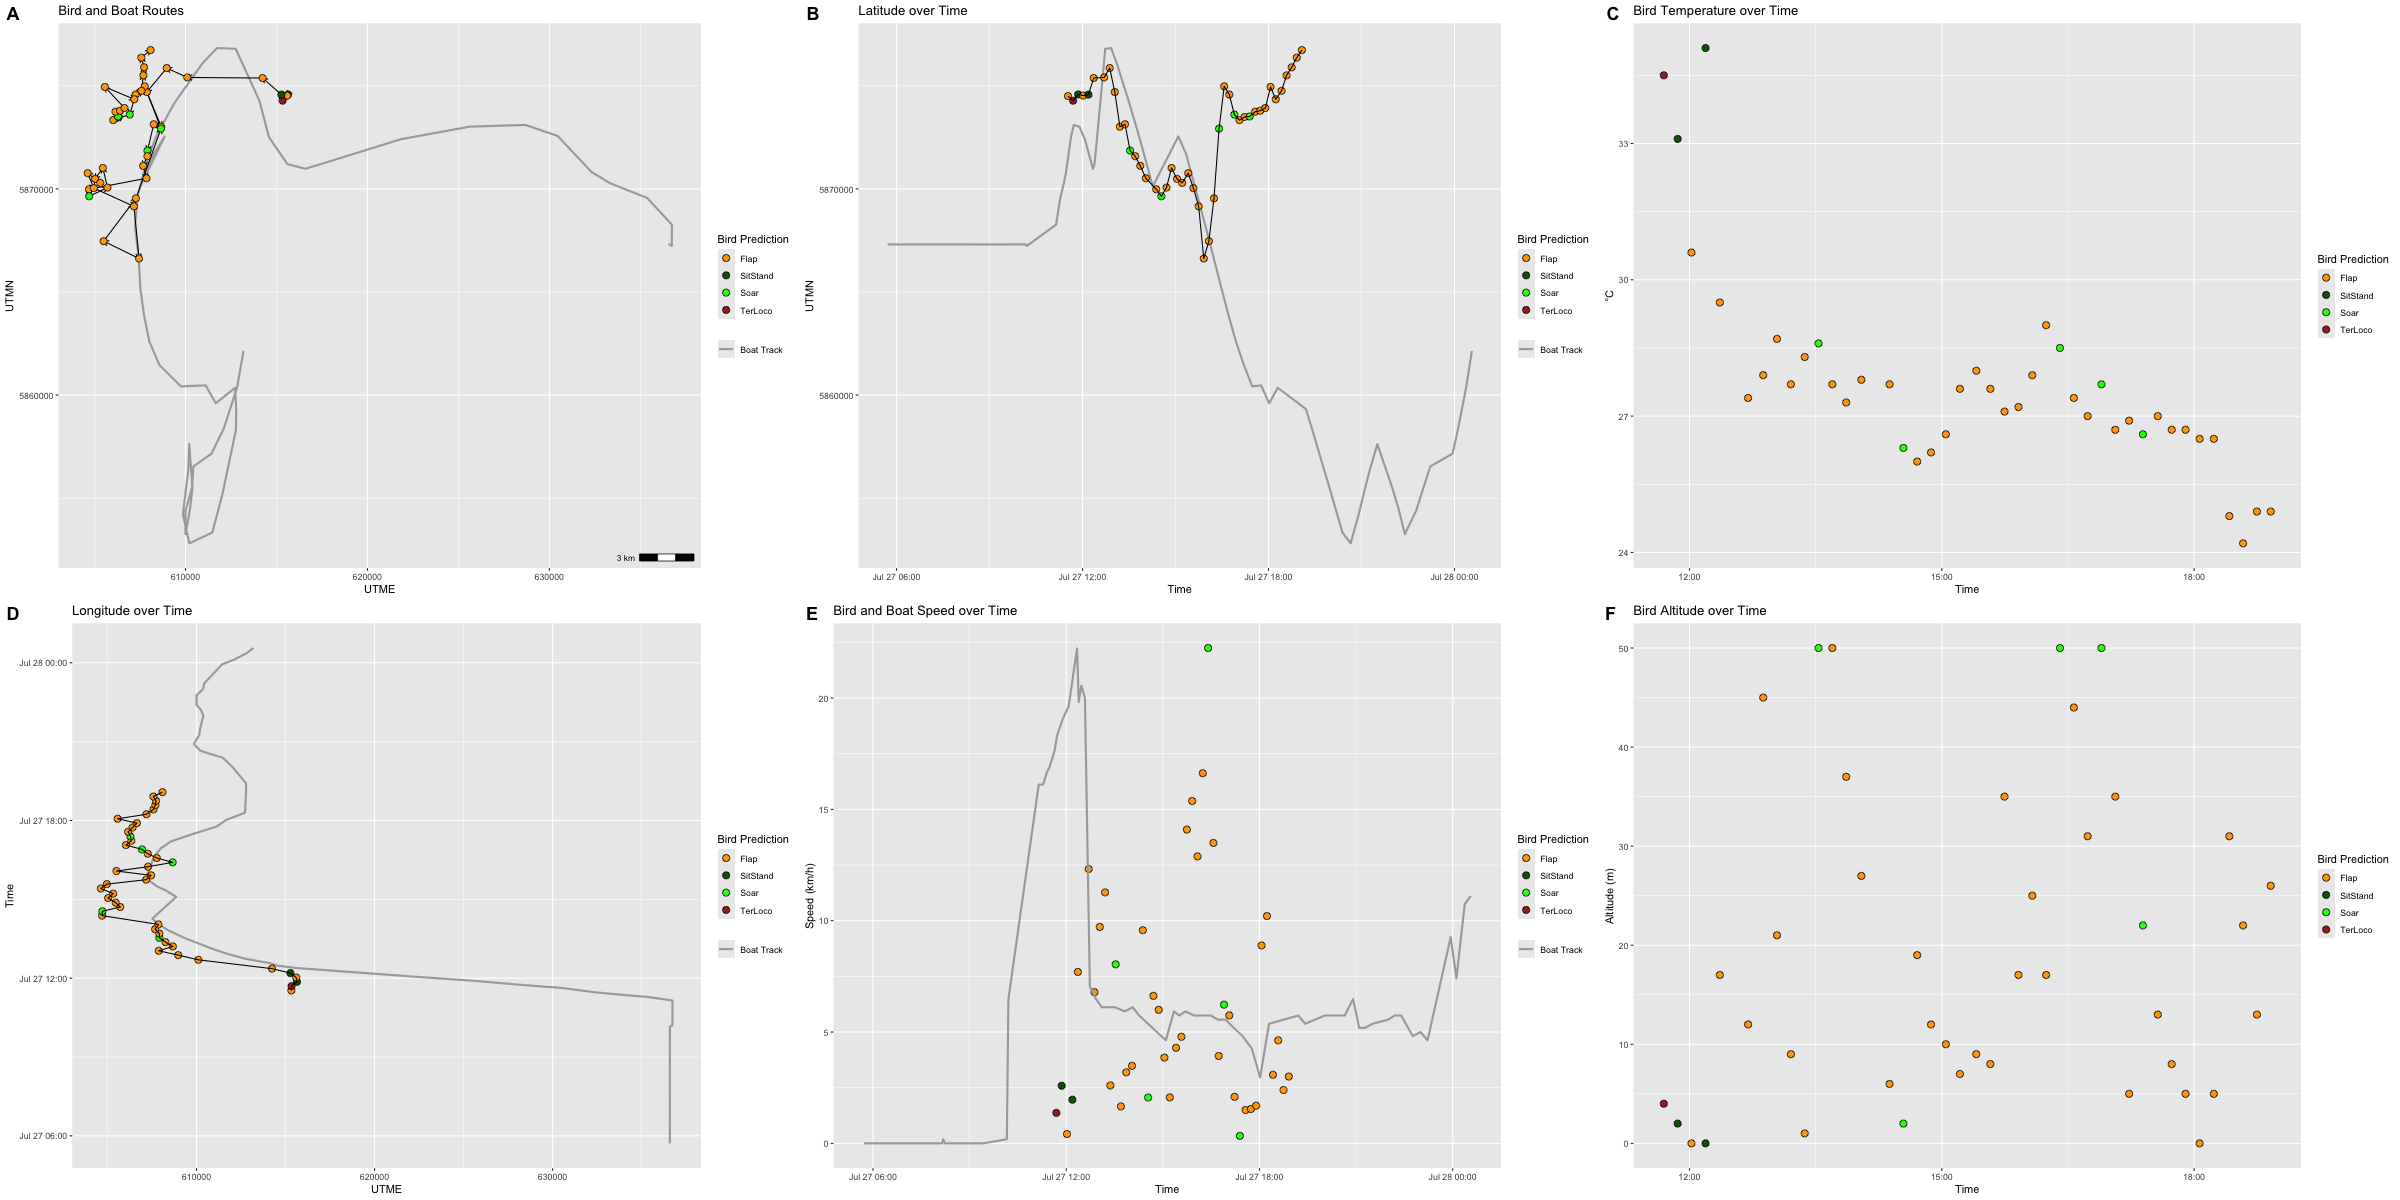 A
Bird and Boat Routes
UTMN
5870000
5860000
610000
620000
630000
UTME
3 km
Bird Prediction
Flap
SitStand
Soar
TerLoco
Boat Track
B
Latitude over Time
UTMN
5870000
5860000
Jul 27 06:00
Jul 27 12:00
Jul 27 18:00
Jul 28 00:00
Time
Bird Prediction
Flap
SitStand
Soar
TerLoco
Boat Track
C
Bird Temperature over Time
°C
33
30
27
24
12:00
15:00
18:00
Time
Bird Prediction
Flap
SitStand
Soar
TerLoco
D
Longitude over Time
Time
Jul 28 00:00
Jul 27 18:00
Jul 27 12:00
Jul 27 06:00
610000
620000
630000
UTME
Bird Prediction
Flap
SitStand
Soar
TerLoco
Boat Track
E
Bird and Boat Speed over Time
Speed (km/h)
20
15
10
5
0
Jul 27 06:00
Jul 27 12:00
Jul 27 18:00
Jul 28 00:00
Time
Bird Prediction
Flap
SitStand
Soar
TerLoco
Boat Track
F
Bird Altitude over Time
Altitude (m)
50
40
30
20
10
0
12:00
15:00
18:00
Time
Bird Prediction
Flap
SitStand
Soar
TerLoco